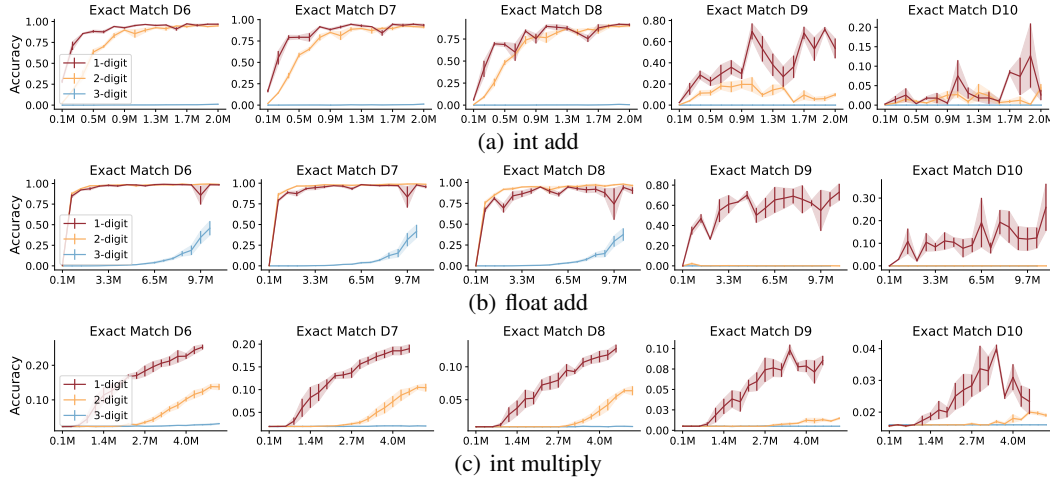 Exact Match D6 Exact Match D7 Exact Match D8 Exact Match D9 Exact Match D10
Accuracy
1.00 0.75 0.50 0.25 0.00
1-digit
2-digit
3-digit
1.00 0.75 0.50 0.25 0.00
1.00 0.75 0.50 0.25 0.00
0.80 0.60 0.40 0.20 0.00
0.20 0.15 0.10 0.05 0.00
0.1M 0.5M 0.9M 1.3M 1.7M 2.0M 0.1M 0.5M 0.9M 1.3M 1.7M 2.0M 0.1M 0.5M 0.9M 1.3M 1.7M 2.0M 0.1M 0.5M 0.9M 1.3M 1.7M 2.0M 0.1M 0.5M 0.9M 1.3M 1.7M 2.0M
(a) int add
Exact Match D6 Exact Match D7 Exact Match D8 Exact Match D9 Exact Match D10
Accuracy
1.00 0.75 0.50 0.25 0.00
1-digit
2-digit
3-digit
1.00 0.75 0.50 0.25 0.00
1.00 0.75 0.50 0.25 0.00
0.80 0.60 0.40 0.20 0.00
0.30 0.20 0.10 0.00
0.1M 3.3M 6.5M 9.7M 0.1M 3.3M 6.5M 9.7M 0.1M 3.3M 6.5M 9.7M 0.1M 3.3M 6.5M 9.7M 0.1M 3.3M 6.5M 9.7M
(b) float add
Exact Match D6 Exact Match D7 Exact Match D8 Exact Match D9 Exact Match D10
Accuracy
0.20 0.10
1-digit
2-digit
3-digit
0.20 0.15 0.10 0.05
0.10 0.05
0.10 0.08 0.05 0.03 0.00
0.04 0.03 0.02
0.1M 1.4M 2.7M 4.0M 0.1M 1.4M 2.7M 4.0M 0.1M 1.4M 2.7M 4.0M 0.1M 1.4M 2.7M 4.0M 0.1M 1.4M 2.7M 4.0M
(c) int multiply